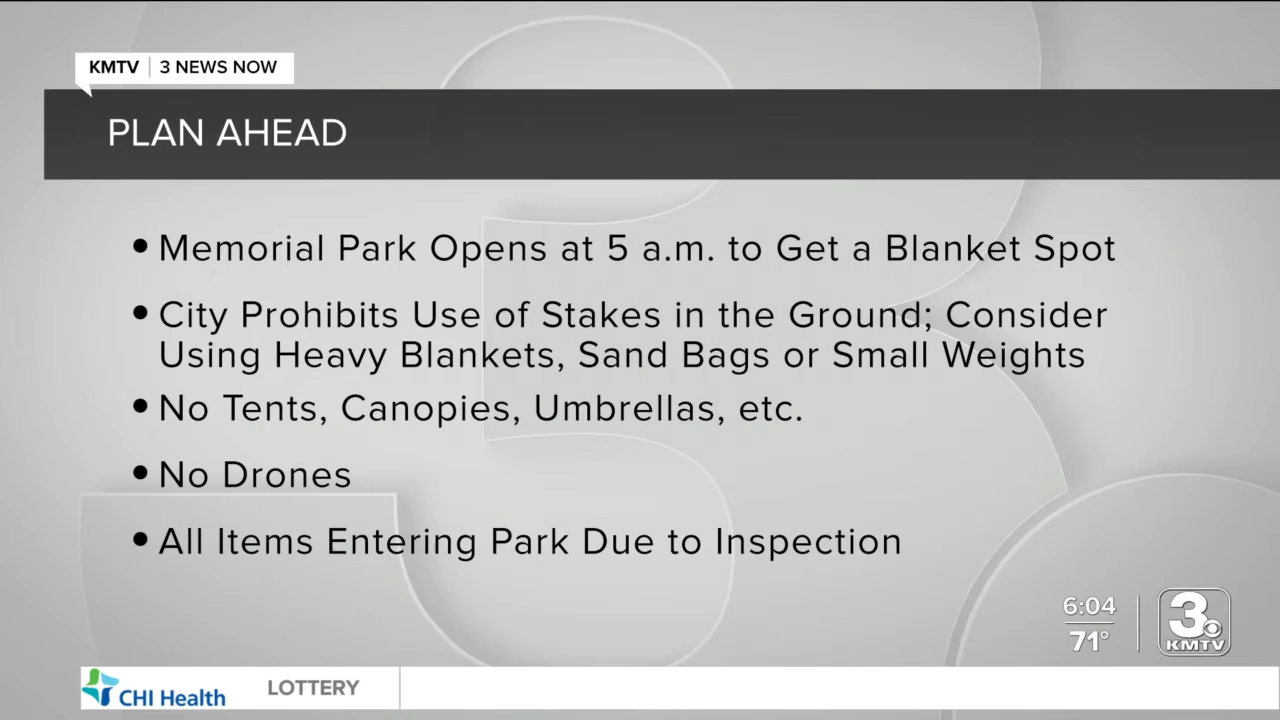 KMTV | 3 NEWS NOW
PLAN AHEAD
• Memorial Park Opens at 5 a.m. to Get a Blanket Spot
• City Prohibits Use of Stakes in the Ground; Consider
Using Heavy Blankets, Sand Bags or Small Weights
• No Tents, Canopies, Umbrellas, etc.
• No Drones
• All Items Entering Park Due to Inspection
6:04
71°
3
KMTV
CHI Health
LOTTERY